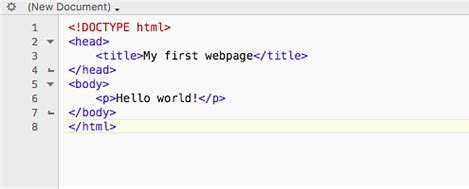 (New Document)
1 <!DOCTYPE html>
2 <head>
3 <title>My first webpage</title>
4 </head>
5 <body>
6 <p>Hello world!</p>
7 </body>
8 </html>